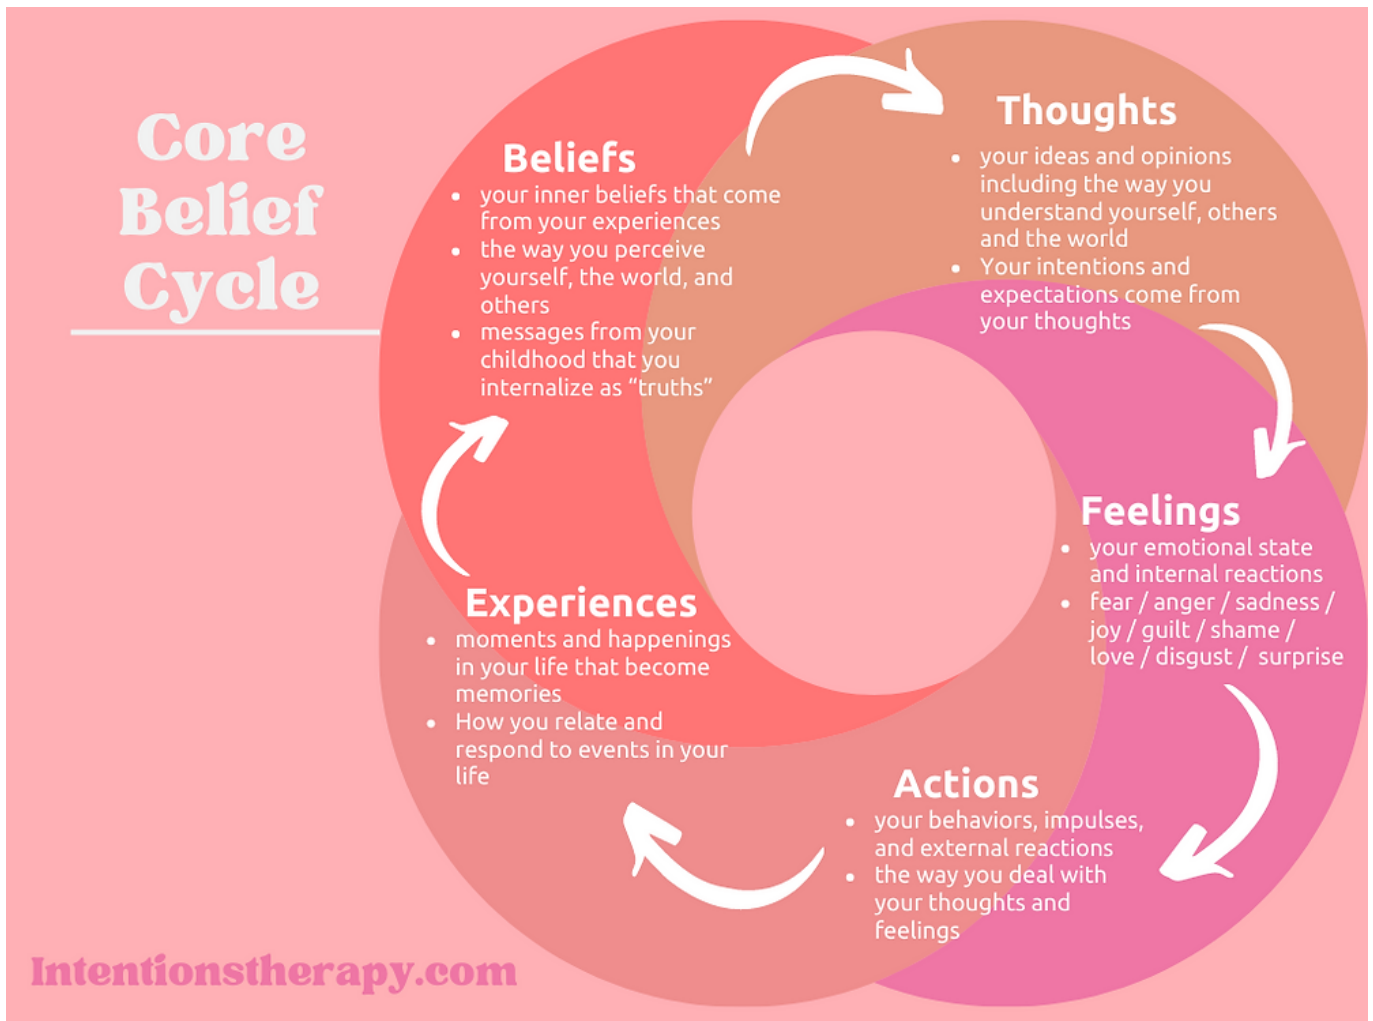 Core
Belief
Cycle
Beliefs
• your inner beliefs that come
from your experiences
• the way you perceive
yourself, the world, and
others
• messages from your
childhood that you
internalize as “truths”
Thoughts
• your ideas and opinions
including the way you
understand yourself, others
and the world
• Your intentions and
expectations come from
your thoughts
Feelings
• your emotional state
and internal reactions
• fear / anger / sadness /
joy / guilt / shame /
love / disgust / surprise
Actions
• your behaviors, impulses,
and external reactions
• the way you deal with
your thoughts and
feelings
Experiences
• moments and happenings
in your life that become
memories
• How you relate and
respond to events in your
life
Intentionstherapy.com